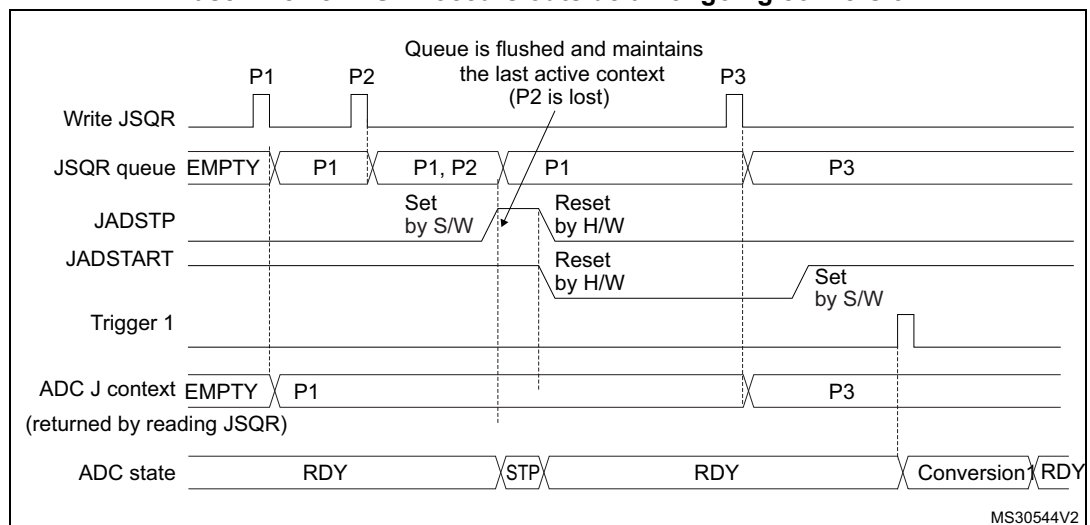 Queue is flushed and maintains
the last active context
(P2 is lost)
P1
P2
P3
Write JSQR
JSQR queue
EMPTY
P1
P1, P2
P1
P3
Set
by S/W
Reset
by H/W
JADSTP
JADSTART
Reset
by H/W
Set
by S/W
Trigger 1
ADC J context
EMPTY
P1
P3
(returned by reading JSQR)
ADC state
RDY
STP
RDY
Conversion1
RDY
MS30544V2